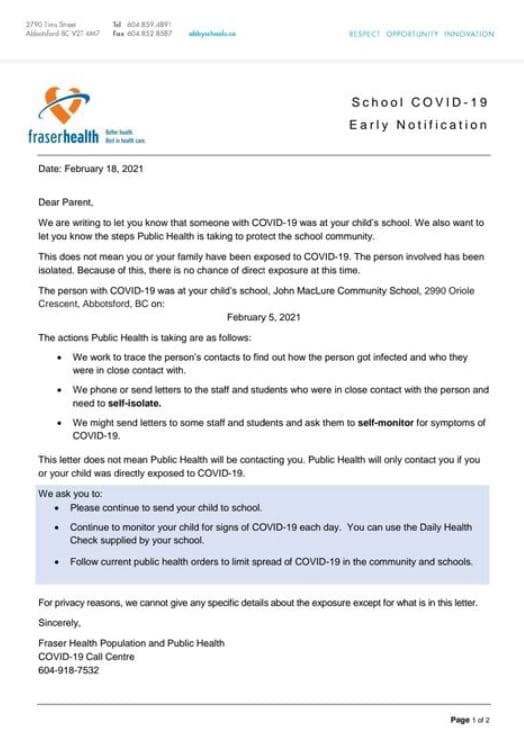 2790 Tims Street Tel 604.859.4891
Abbotsford BC V2T 4M7 Fax 604.852.8587 abbyschools.ca RESPECT OPPORTUNITY INNOVATION
School COVID-19
Early Notification
fraserhealth Better health.
Best in health care.
Date: February 18, 2021
Dear Parent,
We are writing to let you know that someone with COVID-19 was at your child's school. We also want to
let you know the steps Public Health is taking to protect the school community.
This does not mean you or your family have been exposed to COVID-19. The person involved has been
isolated. Because of this, there is no chance of direct exposure at this time.
The person with COVID-19 was at your child's school, John MacLure Community School, 2990 Oriole
Crescent, Abbotsford, BC on:
February 5, 2021
The actions Public Health is taking are as follows:
• We work to trace the person's contacts to find out how the person got infected and who they
were in close contact with.
• We phone or send letters to the staff and students who were in close contact with the person and
need to self-isolate.
• We might send letters to some staff and students and ask them to self-monitor for symptoms of
COVID-19.
This letter does not mean Public Health will be contacting you. Public Health will only contact you if you
or your child was directly exposed to COVID-19.
We ask you to:
• Please continue to send your child to school.
• Continue to monitor your child for signs of COVID-19 each day. You can use the Daily Health
Check supplied by your school.
• Follow current public health orders to limit spread of COVID-19 in the community and schools.
For privacy reasons, we cannot give any specific details about the exposure except for what is in this letter.
Sincerely,
Fraser Health Population and Public Health
COVID-19 Call Centre
604-918-7532
Page 1 of 2